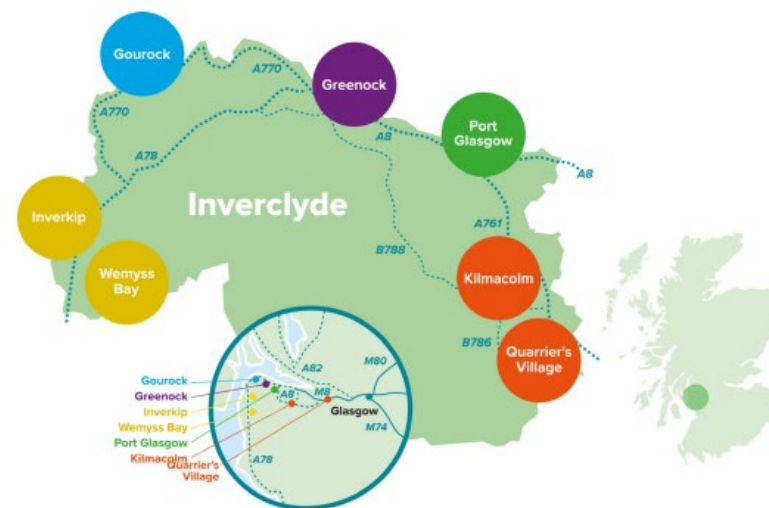 Gourock
A770
Greenock
A770
A8
Port
Glasgow
A8
A78
Inverkip
Inverclyde
A761
B788
Wemyss
Bay
Kilmacolm
B786
Quarrier's
Village
A82
M80
Gourock
Greenock
A8
M8
Inverkip
Glasgow
Wemyss Bay
Port Glasgow
M74
Kilmacolm
A78
Quarrier's
Village